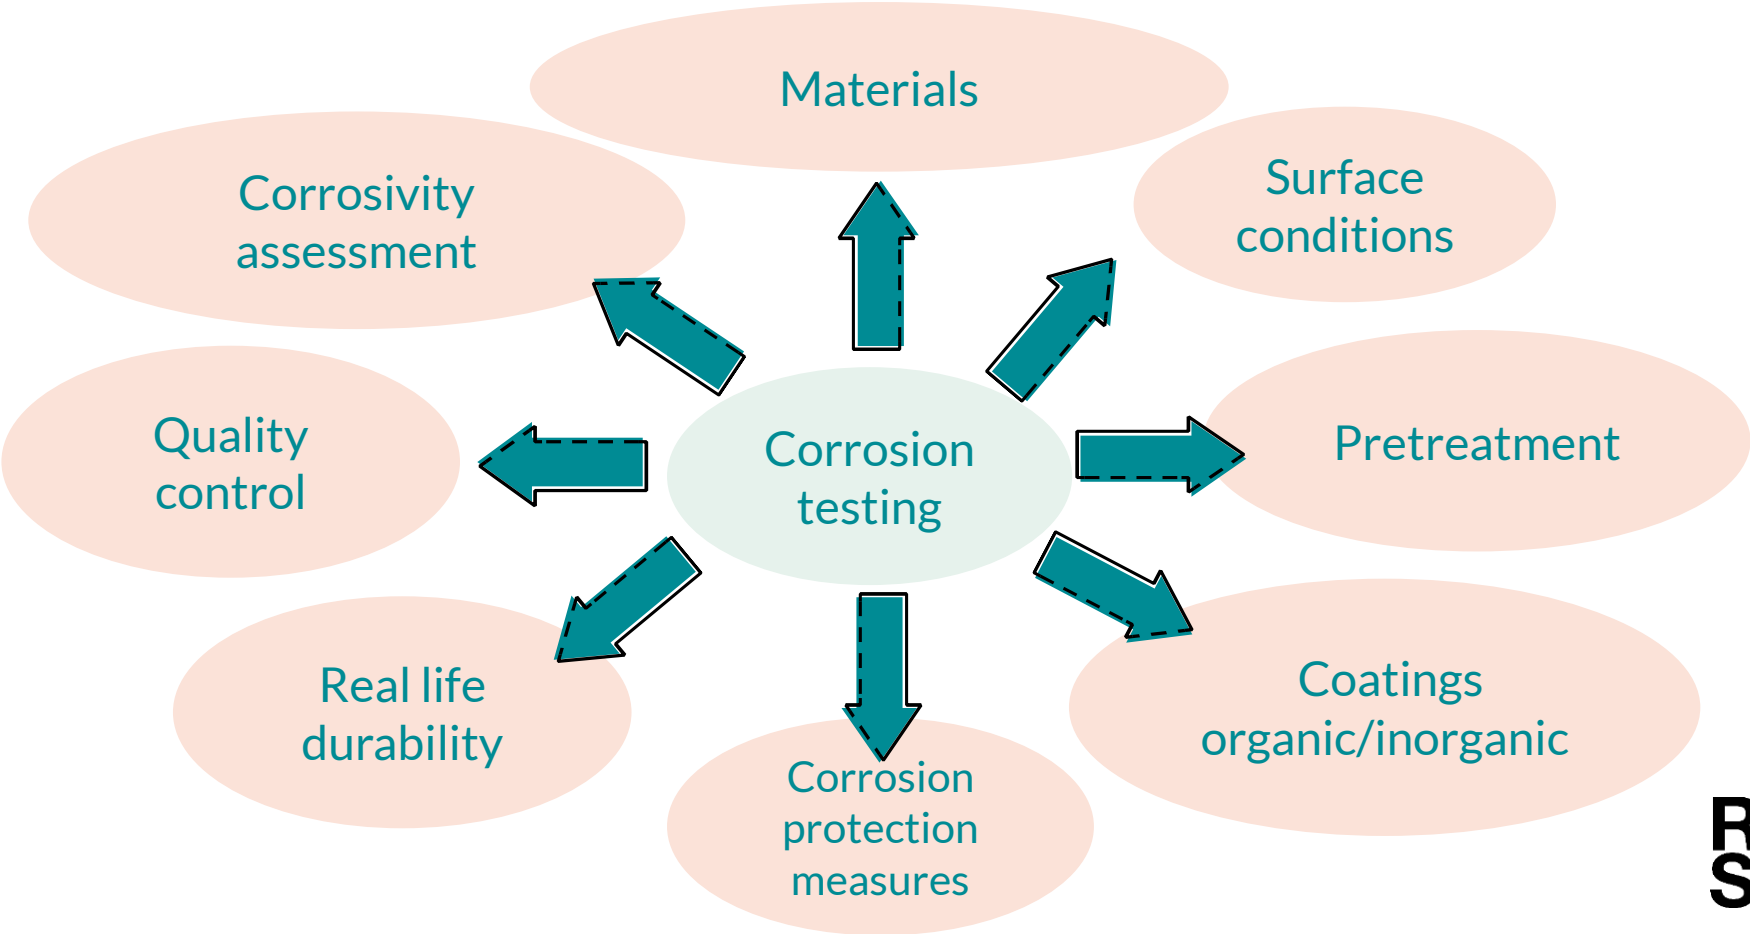 Materials
Surface
conditions
Corrosivity
assessment
Pretreatment
Quality
control
Corrosion
testing
Coatings
organic/inorganic
Real life
durability
Corrosion
protection
measures
R
S